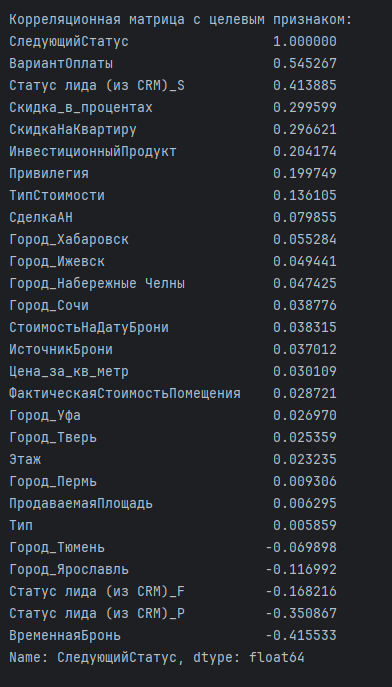 Корреляционная матрица с целевым признаком:
СледующийСтатус 1.000000
ВариантОплаты 0.545267
Статус лида (из CRM)_S 0.413885
Скидка_в_процентах 0.299599
СкидкаНаКвартиру 0.296621
ИнвестиционныйПродукт 0.204174
Привилегия 0.199749
ТипСтоимости 0.136105
СделкаАН 0.079855
Город_Хабаровск 0.055284
Город_Ижевск 0.049441
Город_Набережные Челны 0.047425
Город_Сочи 0.038776
СтоимостьНаДатуБрони 0.038315
ИсточникБрони 0.037012
Цена_за_кв_метр 0.030109
ФактическаяСтоимостьПомещения 0.028721
Город_Уфа 0.026970
Город_Тверь 0.025359
Этаж 0.023235
Город_Пермь 0.009306
ПродаваемаяПлощадь 0.006295
Тип 0.005859
Город_Тюмень -0.069898
Город_Ярославль -0.116992
Статус лида (из CRM)_F -0.168216
Статус лида (из CRM)_P -0.350867
ВременнаяБронь -0.415533
Name: СледующийСтатус, dtype: float64